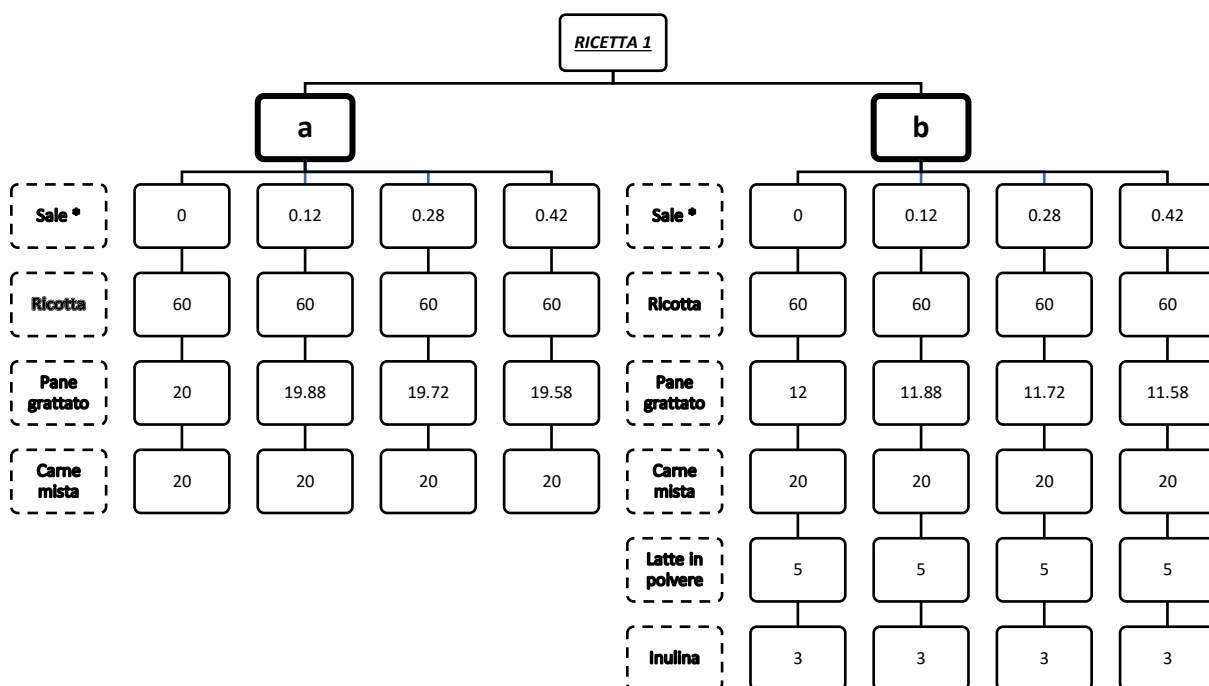 RICETTA 1
a
b
Sale * 0 0.12 0.28 0.42
Sale * 0 0.12 0.28 0.42
Ricotta 60 60 60 60
Ricotta 60 60 60 60
Pane
grattato 20 19.88 19.72 19.58
Pane
grattato 12 11.88 11.72 11.58
Carne
mista 20 20 20 20
Carne
mista 20 20 20 20
Latte in
polvere 5 5 5 5
Inulina 3 3 3 3